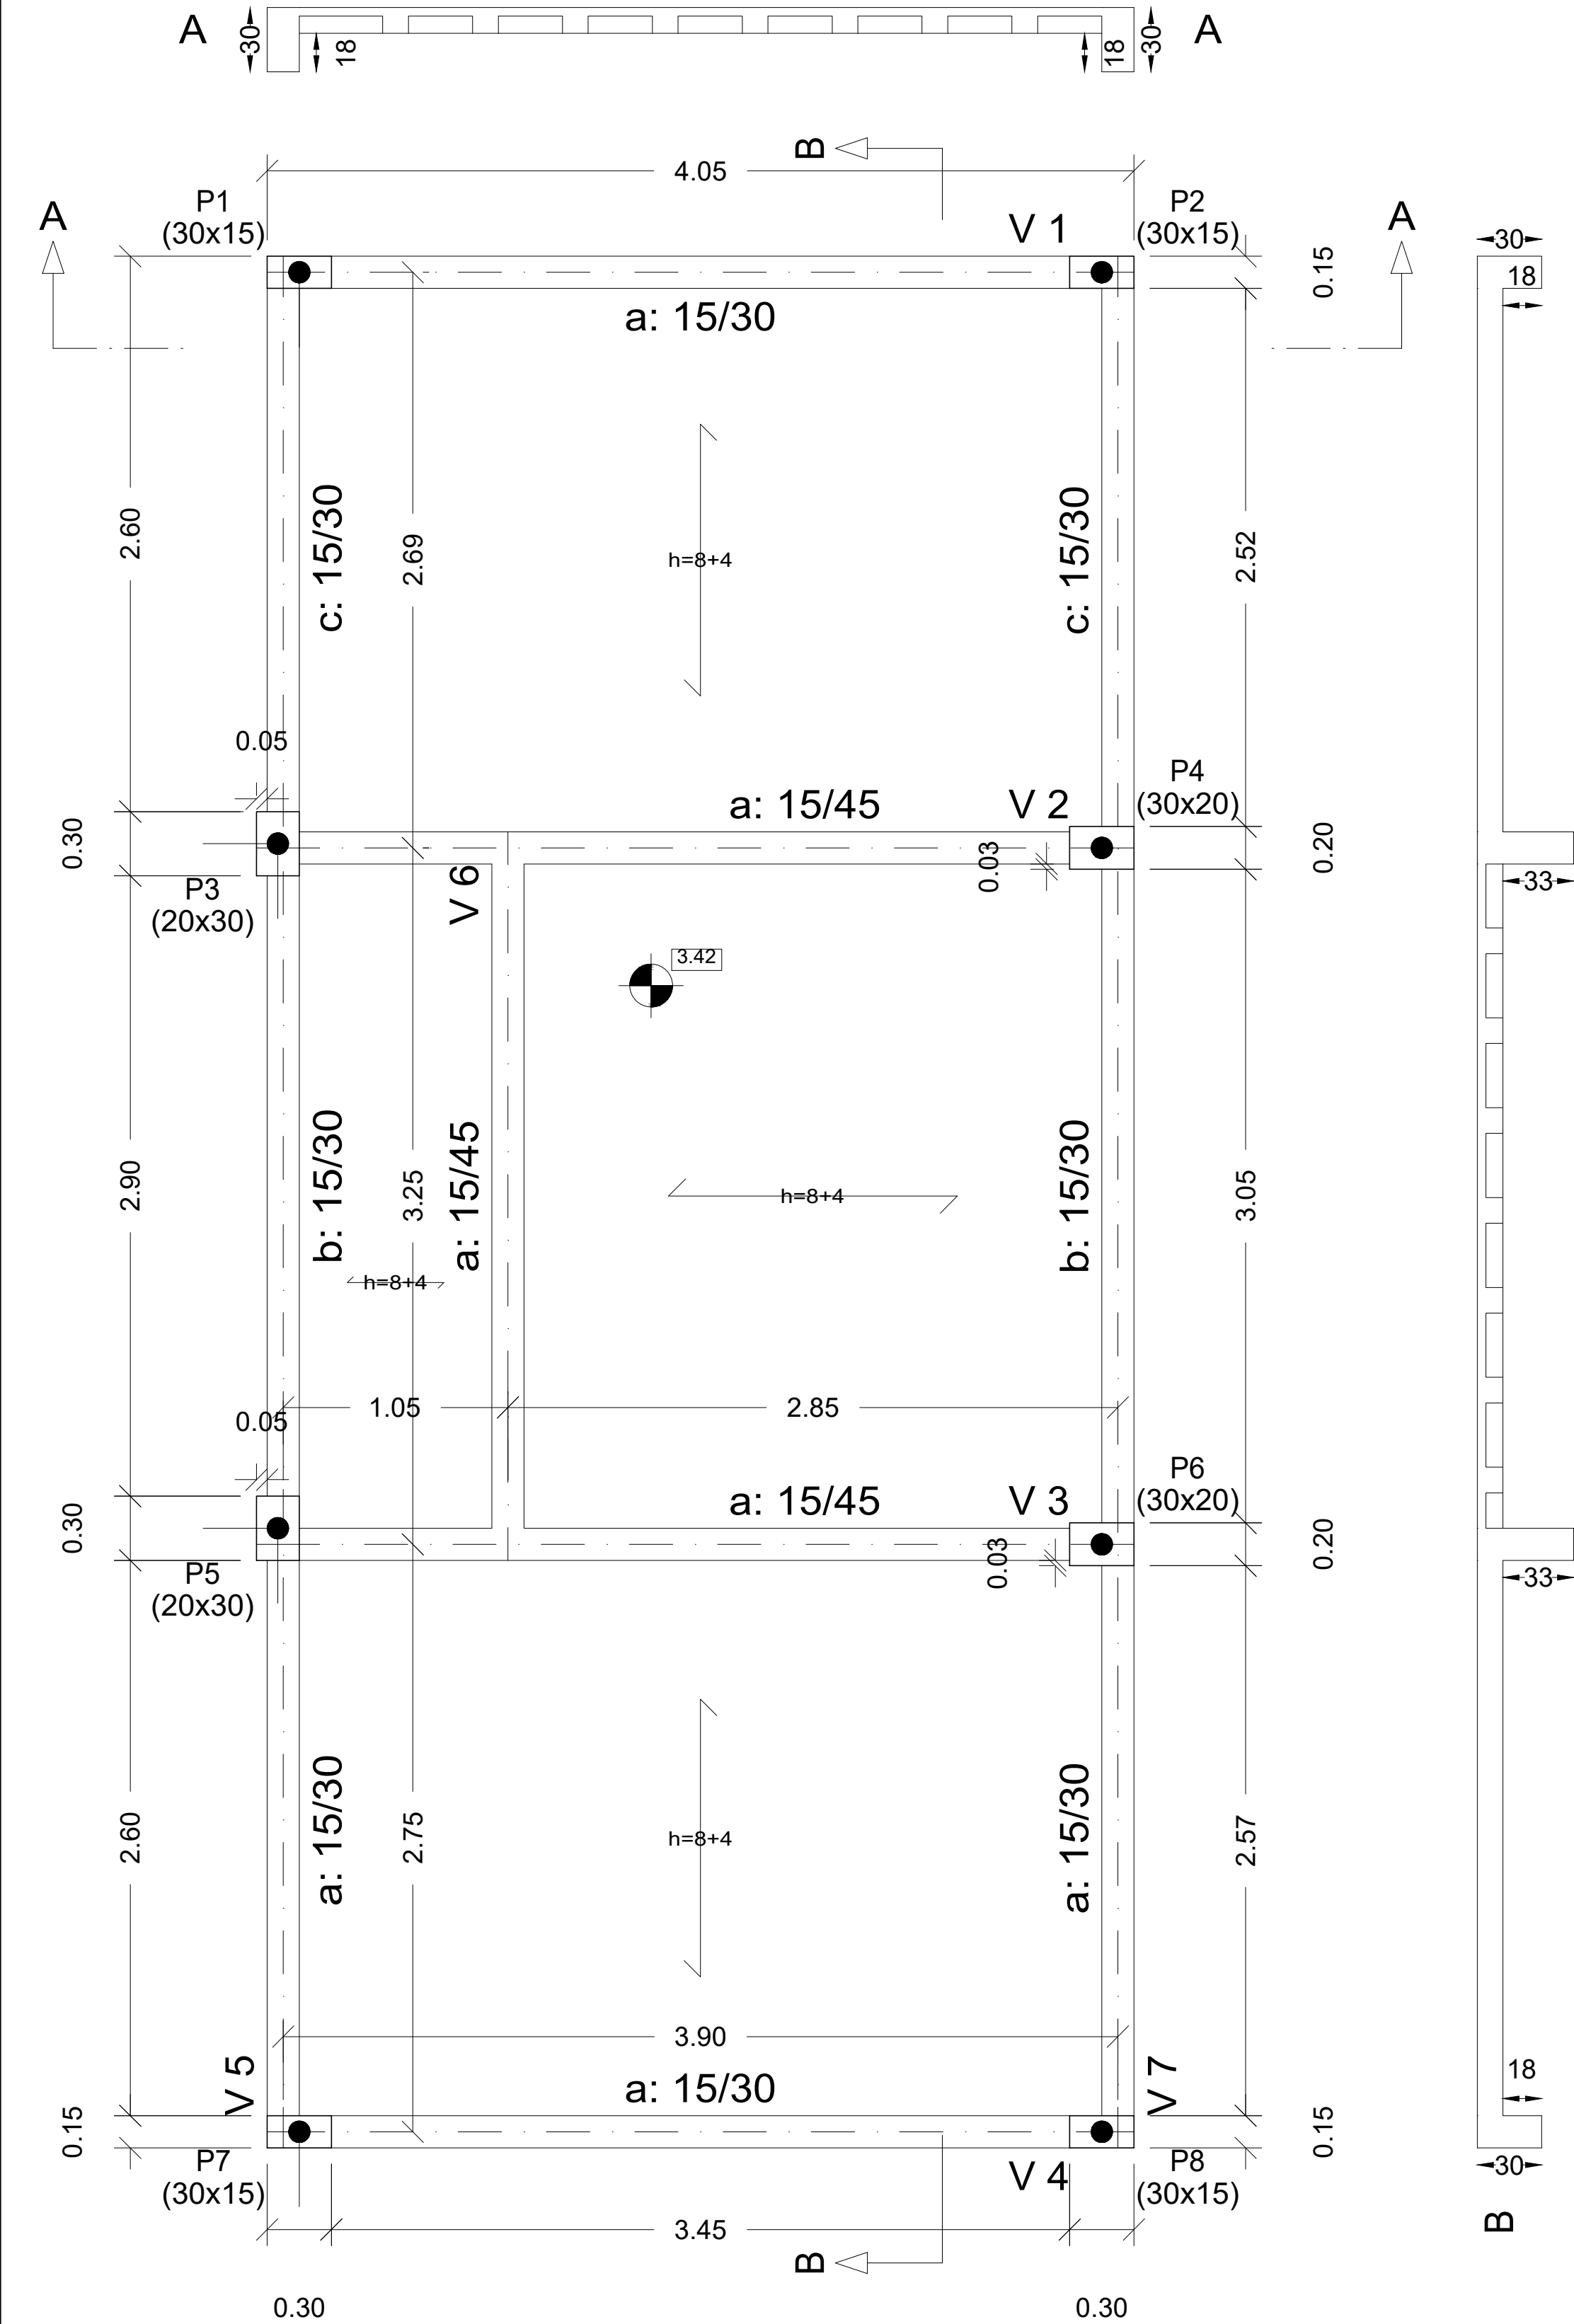 A
30
18
18
30
A
B
4.05
A
P1
(30x15)
V 1
P2
(30x15)
A
30
18
0.15
a: 15/30
2.60
c: 15/30
2.69
h=8+4
c: 15/30
2.52
0.05
a: 15/45
V 2
P4
(30x20)
0.30
0.03
0.20
P3
(20x30)
V 6
33
3.42
2.90
b: 15/30
3.25
a: 15/45
h=8+4
b: 15/30
3.05
h=8+4
0.05
1.05
2.85
a: 15/45
V 3
P6
(30x20)
0.30
0.03
0.20
P5
(20x30)
33
2.60
a: 15/30
2.75
h=8+4
a: 15/30
2.57
3.90
18
V 5
a: 15/30
V 7
0.15
0.15
P7
(30x15)
V 4
P8
(30x15)
30
B
3.45
B
0.30
0.30